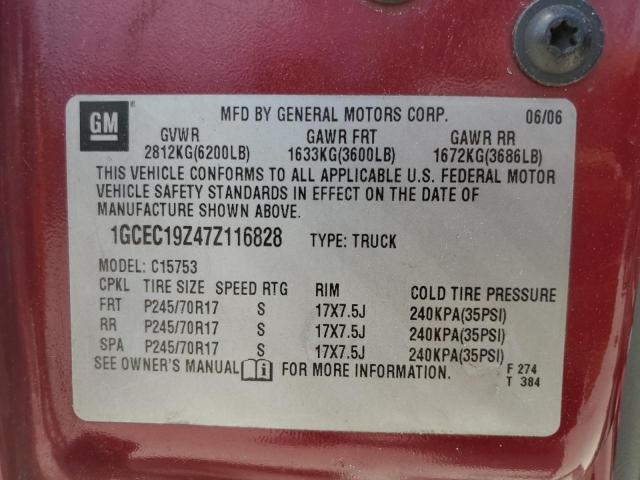 GM MFD BY GENERAL MOTORS CORP. 06/06
GVWR GAWR FRT GAWR RR
2812KG(6200LB) 1633KG(3600LB) 1672KG(3686LB)
THIS VEHICLE CONFORMS TO ALL APPLICABLE U.S. FEDERAL MOTOR
VEHICLE SAFETY STANDARDS IN EFFECT ON THE DATE OF
MANUFACTURE SHOWN ABOVE.
1GCEC19Z47Z116828 TYPE: TRUCK
MODEL: C15753
CPKL TIRE SIZE SPEED RTG RIM COLD TIRE PRESSURE
FRT P245/70R17 S 17X7.5J 240KPA(35PSI)
RR P245/70R17 S 17X7.5J 240KPA(35PSI)
SPA P245/70R17 S 17X7.5J 240KPA(35PSI)
SEE OWNER'S MANUAL i FOR MORE INFORMATION. F 274
T 384